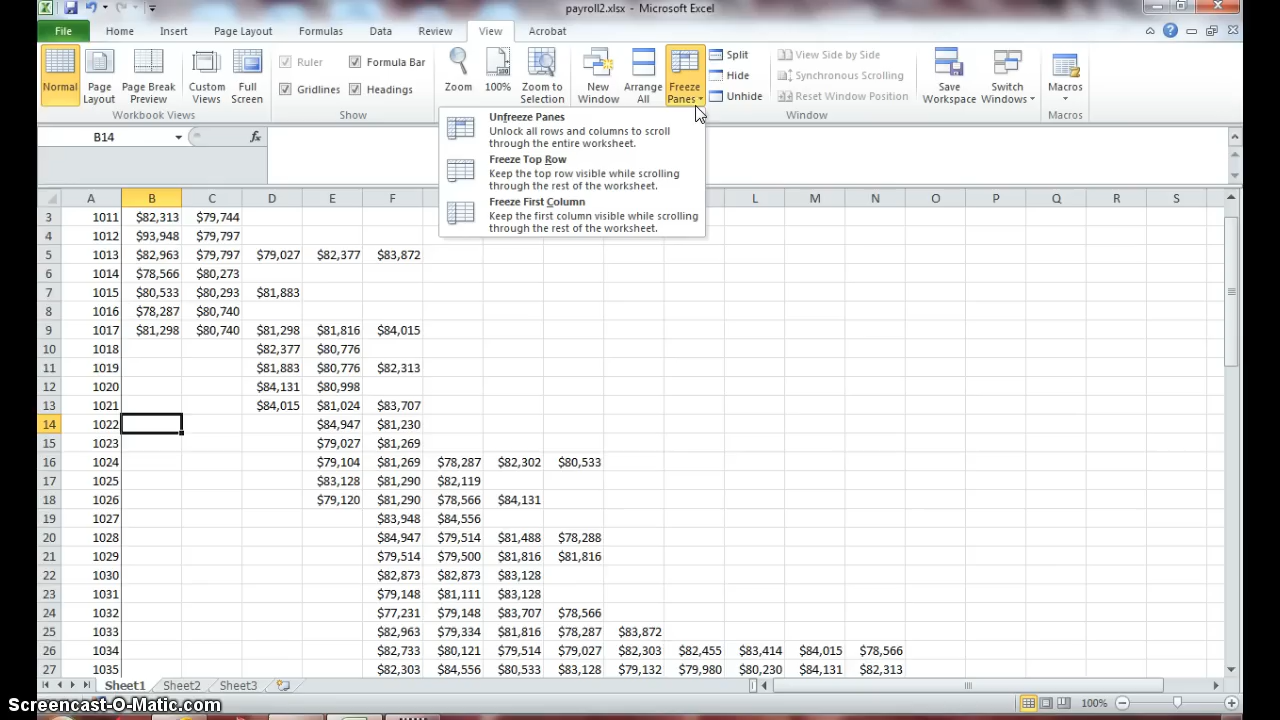 payroll2.xlsx - Microsoft Excel
File Home Insert Page Layout Formulas Data Review View Acrobat
Normal
Page Layout
Page Break Preview
Custom Views
Full Screen
Workbook Views
Ruler
Formula Bar
Gridlines
Headings
Show
Zoom
100%
Zoom to Selection
New Window
Arrange All
Freeze Panes
Split
Hide
Unhide
View Side by Side
Synchronous Scrolling
Reset Window Position
Window
Save Workspace
Switch Windows
Macros
Macros
Unfreeze Panes
Unlock all rows and columns to scroll
through the entire worksheet.
Freeze Top Row
Keep the top row visible while scrolling
through the rest of the worksheet.
Freeze First Column
Keep the first column visible while scrolling
through the rest of the worksheet.
B14 fx
A B C D E F L M N O P Q R S
3 1011 $82,313 $79,744
4 1012 $93,948 $79,797
5 1013 $82,963 $79,797 $79,027 $82,377 $83,872
6 1014 $78,566 $80,273
7 1015 $80,533 $80,293 $81,883
8 1016 $78,287 $80,740
9 1017 $81,298 $80,740 $81,298 $81,816 $84,015
10 1018 $82,377 $80,776
11 1019 $81,883 $80,776 $82,313
12 1020 $84,131 $80,998
13 1021 $84,015 $81,024 $83,707
14 1022 $84,947 $81,230
15 1023 $79,027 $81,269
16 1024 $79,104 $81,269 $78,287 $82,302 $80,533
17 1025 $83,128 $81,290 $82,119
18 1026 $79,120 $81,290 $78,566 $84,131
19 1027 $83,948 $84,556
20 1028 $84,947 $79,514 $81,488 $78,288
21 1029 $79,514 $79,500 $81,816 $81,816
22 1030 $82,873 $82,873 $83,128
23 1031 $79,148 $81,111 $83,128
24 1032 $77,231 $79,148 $83,707 $78,566
25 1033 $82,963 $79,334 $81,816 $78,287 $83,872
26 1034 $82,733 $80,121 $79,514 $79,027 $82,303 $82,455 $83,414 $84,015 $78,566
27 1035 $82,303 $84,556 $80,533 $83,128 $79,132 $79,980 $80,230 $84,131 $82,313
Sheet1 Sheet2 Sheet3
100%
Screencast-O-Matic.com